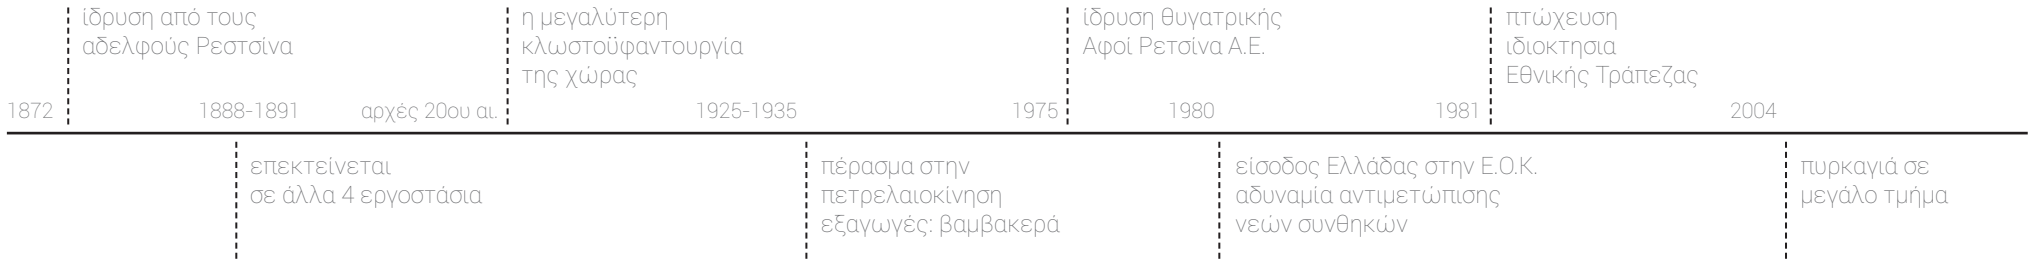 ίδρυση από τους
αδελφούς Ρεστσίνα
η μεγαλύτερη
κλωστοϋφαντουργία
της χώρας
ίδρυση θυγατρικής
Αφοί Ρετσίνα Α.Ε.
πτώχευση
ιδιοκτησια
Εθνικής Τράπεζας
1872
1888-1891
αρχές 20ου αι.
1925-1935
1975
1980
1981
2004
επεκτείνεται
σε άλλα 4 εργοστάσια
πέρασμα στην
πετρελαιοκίνηση
εξαγωγές: βαμβακερά
είσοδος Ελλάδας στην Ε.Ο.Κ.
αδυναμία αντιμετώπισης
νεών συνθηκών
πυρκαγιά σε
μεγάλο τμήμα